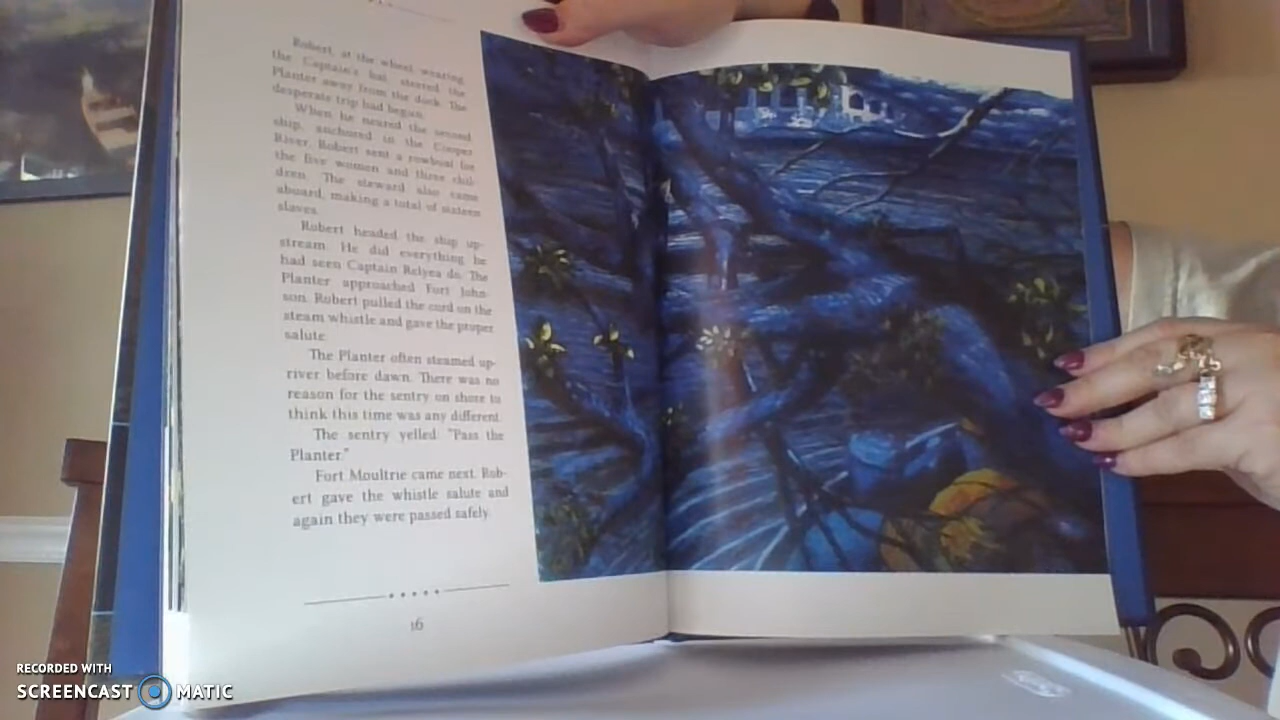 Robert, at the wheel, wearing
the Captain's hat, steered the
Planter away from the dock. The
desperate trip had begun.
When he neared the second
ship, anchored in the Cooper
River, Robert sent a rowboat for
the five women and three chil-
dren. The steward also came
aboard, making a total of sixteen
slaves.
Robert headed the ship up-
stream. He did everything he
had seen Captain Relyea do. The
Planter approached Fort John-
son. Robert pulled the cord on the
steam whistle and gave the proper
salute.
The Planter often steamed up-
river before dawn. There was no
reason for the sentry on shore to
think this time was any different.
The sentry yelled: "Pass the
Planter."
Fort Moultrie came next. Rob-
ert gave the whistle salute and
again they were passed safely.
16
RECORDED WITH
SCREENCAST MATIC